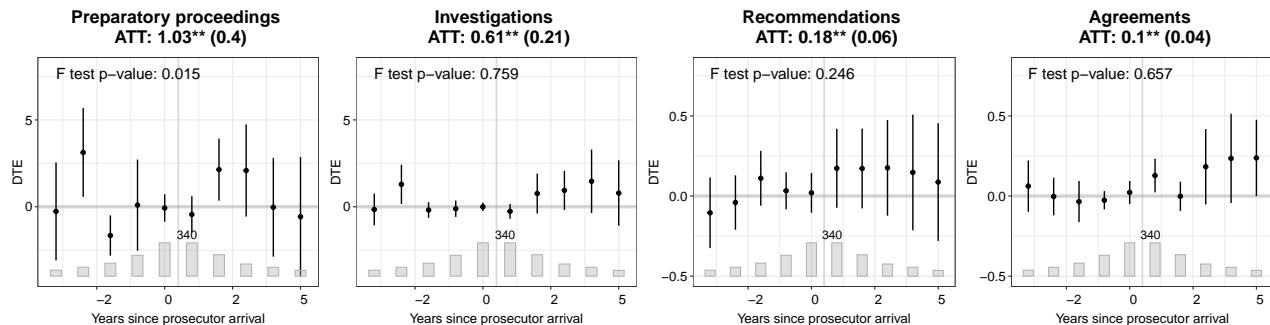 Preparatory proceedings
ATT: 1.03** (0.4)
F test p−value: 0.015
5
0
340
DTE
−2
0
2
5
Years since prosecutor arrival
Investigations
ATT: 0.61** (0.21)
F test p−value: 0.759
5
0
340
DTE
−2
0
2
5
Years since prosecutor arrival
Recommendations
ATT: 0.18** (0.06)
F test p−value: 0.246
0.5
0.0
−0.5
340
DTE
−2
0
2
5
Years since prosecutor arrival
Agreements
ATT: 0.1** (0.04)
F test p−value: 0.657
0.5
0.0
−0.5
340
DTE
−2
0
2
5
Years since prosecutor arrival